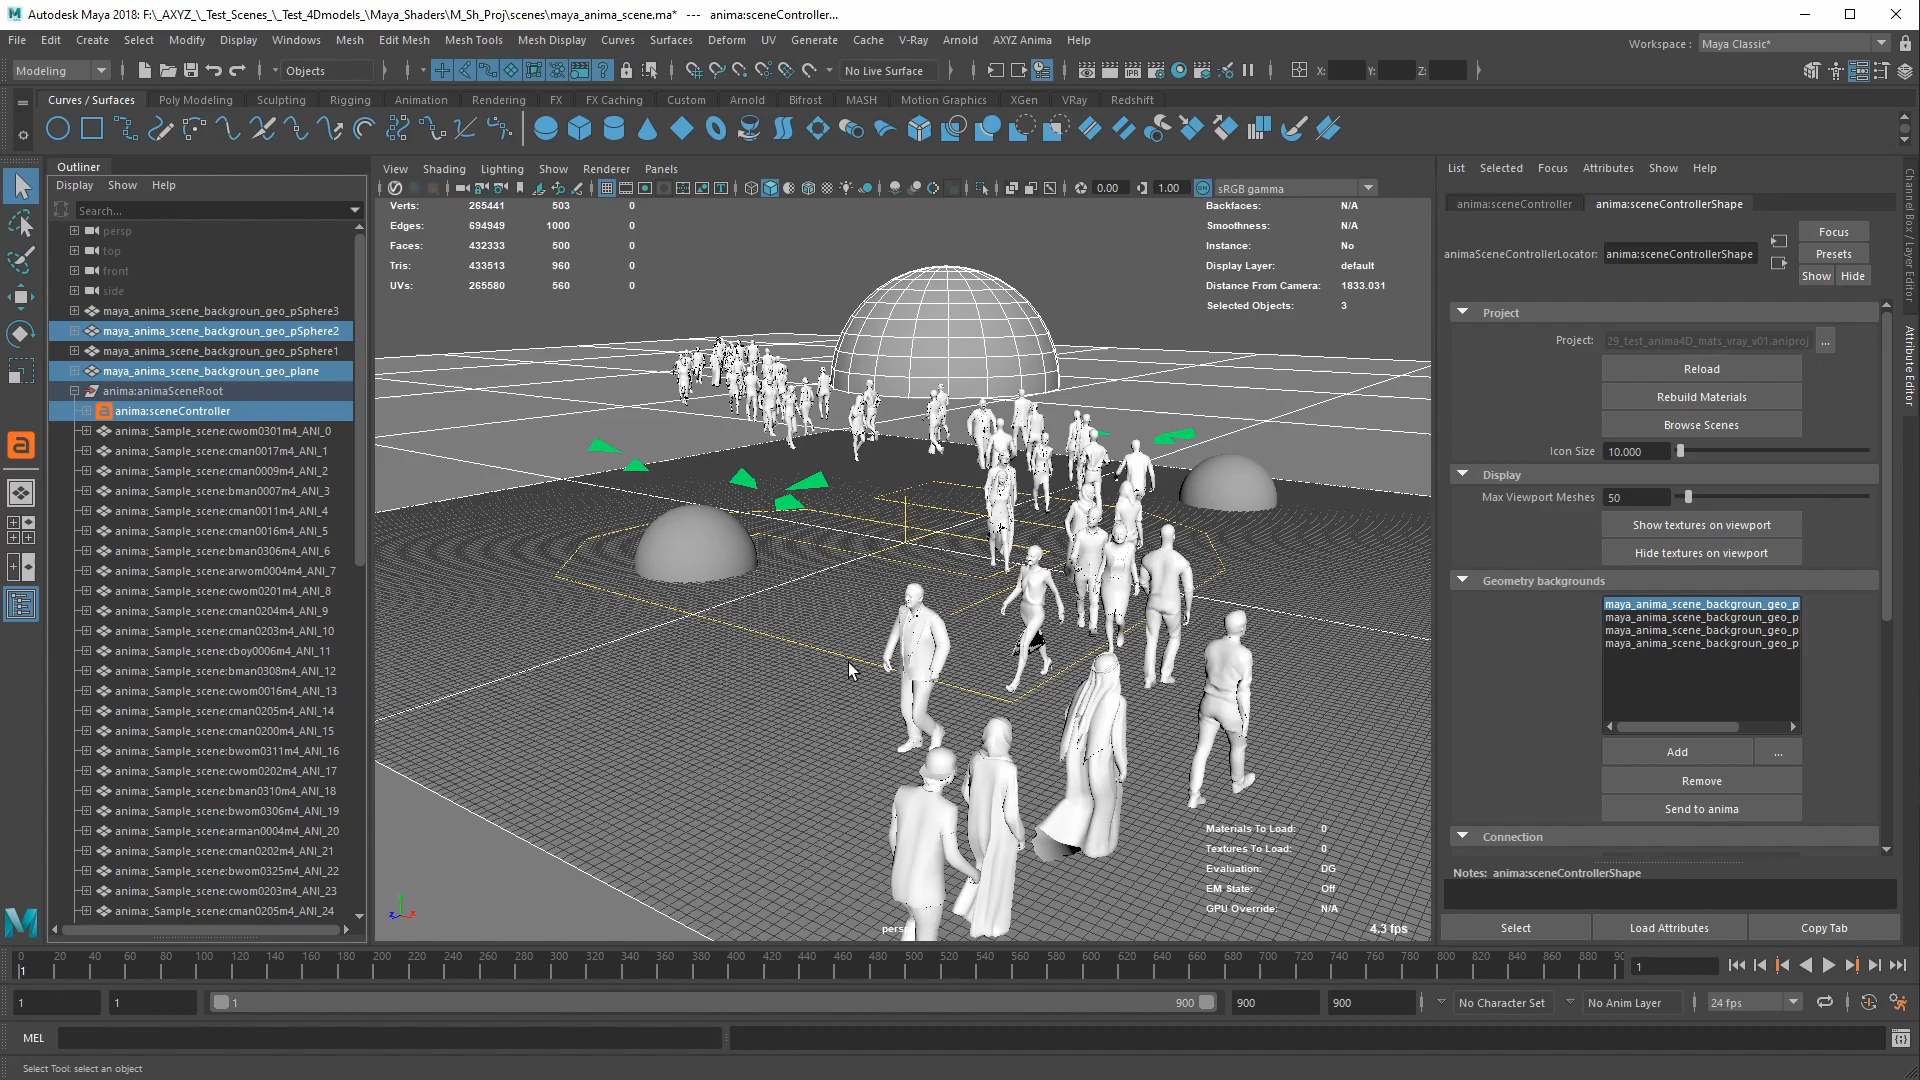 Autodesk Maya 2018: F:\_AXYZ_\_Test_Scenes_\_Test_4Dmodels_\Maya_Shaders\M_Sh_Proj\scenes\maya_anima_scene.ma* --- anima:sceneController...
File Edit Create Select Modify Display Windows Mesh Edit Mesh Mesh Tools Mesh Display Curves Surfaces Deform UV Generate Cache V-Ray Arnold AXYZ Anima Help
Workspace : Maya Classic*
Modeling Objects No Live Surface X: Y: Z:
Curves / Surfaces Poly Modeling Sculpting Rigging Animation Rendering FX FX Caching Custom Arnold Bifrost MASH Motion Graphics XGen VRay Redshift
Outliner
Display Show Help
Search...
persp
top
front
side
maya_anima_scene_backgroun_geo_pSphere3
maya_anima_scene_backgroun_geo_pSphere2
maya_anima_scene_backgroun_geo_pSphere1
maya_anima_scene_backgroun_geo_plane
anima:animaSceneRoot
anima:sceneController
anima:_Sample_scene:cwom0301m4_ANI_0
anima:_Sample_scene:cman0017m4_ANI_1
anima:_Sample_scene:cman0009m4_ANI_2
anima:_Sample_scene:bman0007m4_ANI_3
anima:_Sample_scene:cman0011m4_ANI_4
anima:_Sample_scene:cman0016m4_ANI_5
anima:_Sample_scene:bman0306m4_ANI_6
anima:_Sample_scene:arwom0004m4_ANI_7
anima:_Sample_scene:cwom0201m4_ANI_8
anima:_Sample_scene:cman0204m4_ANI_9
anima:_Sample_scene:cman0203m4_ANI_10
anima:_Sample_scene:cboy0006m4_ANI_11
anima:_Sample_scene:bman0308m4_ANI_12
anima:_Sample_scene:cwom0016m4_ANI_13
anima:_Sample_scene:cman0205m4_ANI_14
anima:_Sample_scene:cman0200m4_ANI_15
anima:_Sample_scene:bwom0311m4_ANI_16
anima:_Sample_scene:cwom0202m4_ANI_17
anima:_Sample_scene:bman0310m4_ANI_18
anima:_Sample_scene:bwom0306m4_ANI_19
anima:_Sample_scene:arman0004m4_ANI_20
anima:_Sample_scene:cman0202m4_ANI_21
anima:_Sample_scene:bwom0325m4_ANI_22
anima:_Sample_scene:cwom0203m4_ANI_23
anima:_Sample_scene:cman0205m4_ANI_24
View Shading Lighting Show Renderer Panels
0.00 1.00 ON sRGB gamma
Verts: 265441 503 0
Edges: 694949 1000 0
Faces: 432333 500 0
Tris: 433513 960 0
UVs: 265580 560 0
Backfaces: N/A
Smoothness: N/A
Instance: No
Display Layer: default
Distance From Camera: 1833.031
Selected Objects: 3
Materials To Load: 0
Textures To Load: 0
Evaluation: DG
EM State: Off
GPU Override: N/A
persp
4.3 fps
List Selected Focus Attributes Show Help
anima:sceneController anima:sceneControllerShape
animaSceneControllerLocator: anima:sceneControllerShape
Focus
Presets
Show Hide
Project
Project: 29_test_anima4D_mats_vray_v01.aniproj ...
Reload
Rebuild Materials
Browse Scenes
Icon Size 10.000
Display
Max Viewport Meshes 50
Show textures on viewport
Hide textures on viewport
Geometry backgrounds
maya_anima_scene_backgroun_geo_p
maya_anima_scene_backgroun_geo_p
maya_anima_scene_backgroun_geo_p
maya_anima_scene_backgroun_geo_p
Add ...
Remove
Send to anima
Connection
Notes: anima:sceneControllerShape
Select Load Attributes Copy Tab
Channel Box / Layer Editor
Attribute Editor
0 20 40 60 80 100 120 140 160 180 200 220 240 260 280 300 320 340 360 380 400 420 440 460 480 500 520 540 560 580 600 620 640 660 680 700 720 740 760 780 800 820 840 860 880
1
1
1 1 1 900 900 900 No Character Set No Anim Layer 24 fps
MEL
Select Tool: select an object